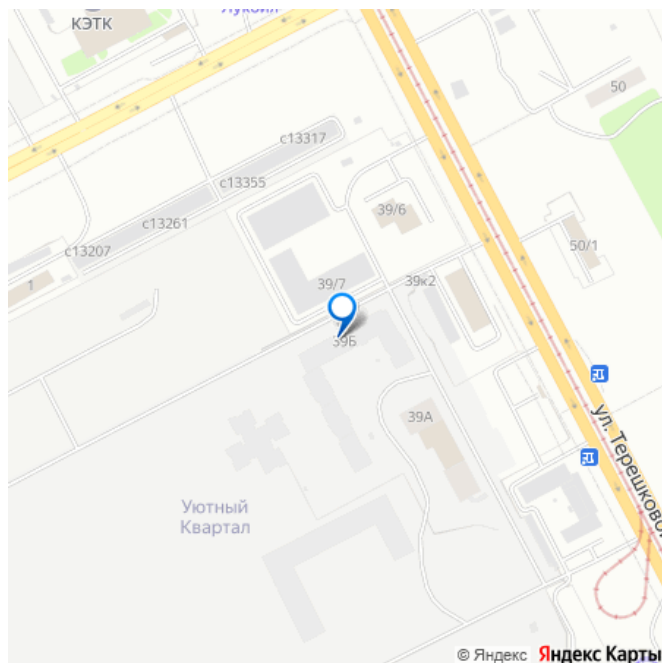 КЭТК
Лукойл
50
с13317
с13355
39/6
с13261
50/1
с13207
39/7
39к2
1
39Б
39А
ул. Терешковой
Уютный
Квартал
© Яндекс Яндекс Карты